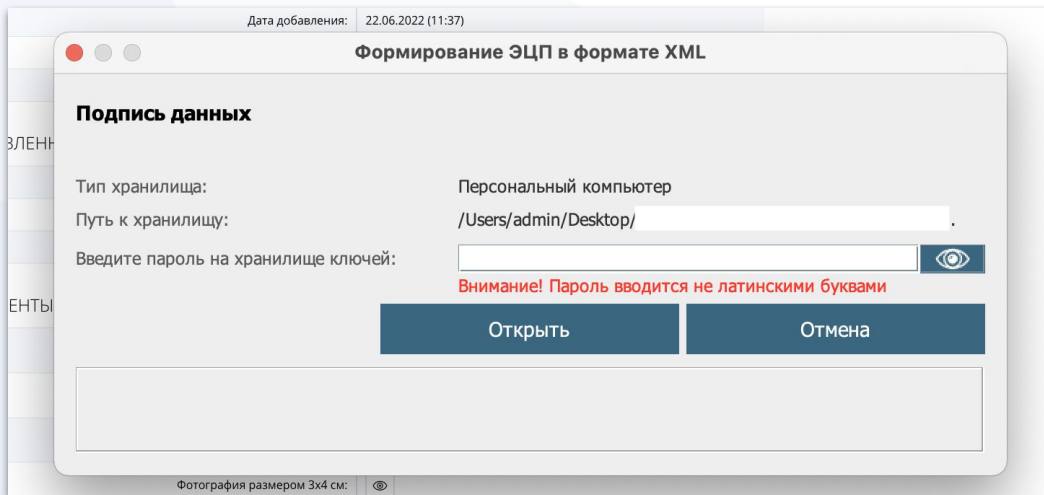 Дата добавления: 22.06.2022 (11:37)
Формирование ЭЦП в формате XML
Подпись данных
ВЛЕНН
Тип хранилища: Персональный компьютер
Путь к хранилищу: /Users/admin/Desktop/ .
Введите пароль на хранилище ключей:
Внимание! Пароль вводится не латинскими буквами
ЕНТЫ
Открыть Отмена
Фотография размером 3х4 см: